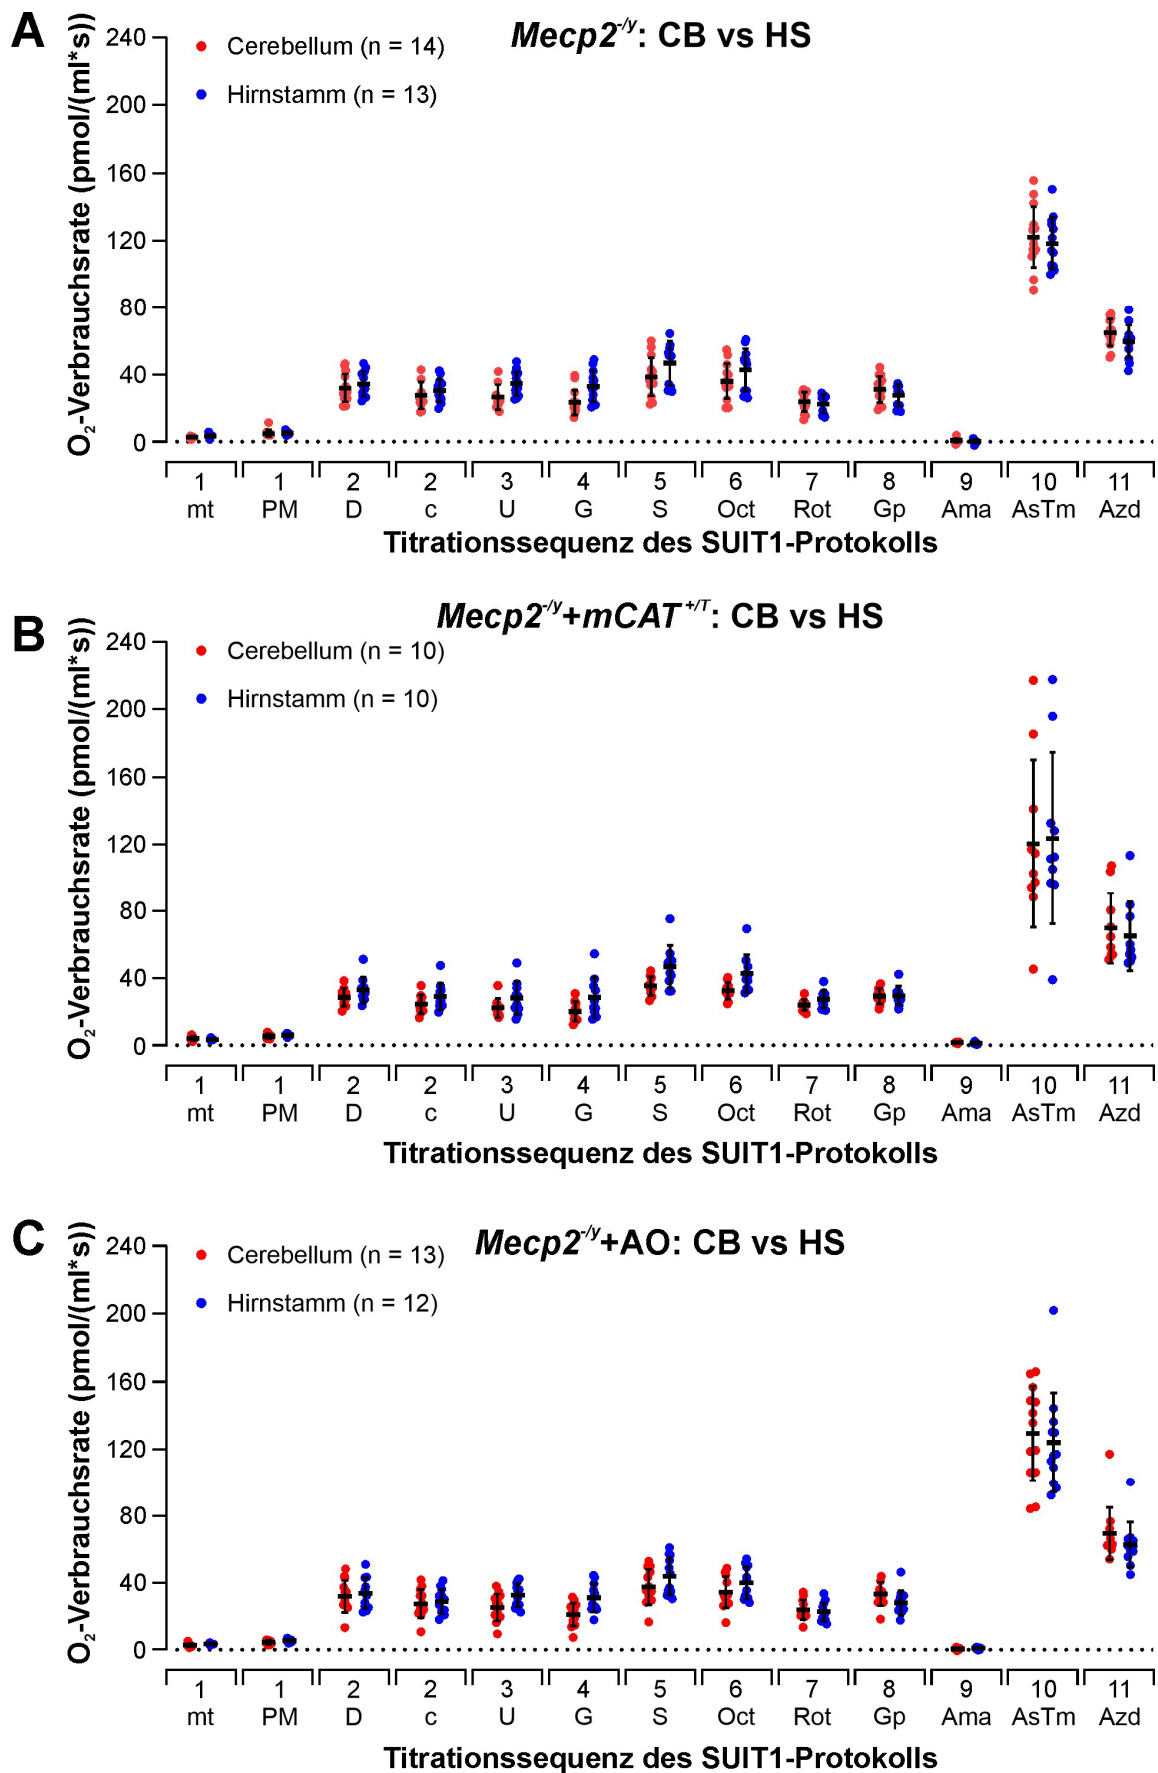 A
Mecp2-/y: CB vs HS
O2-Verbrauchsrate (pmol/(ml*s))
240
200
160
120
80
40
0
Cerebellum (n = 14)
Hirnstamm (n = 13)
1 1 2 2 3 4 5 6 7 8 9 10 11
mt PM D c U G S Oct Rot Gp Ama AsTm Azd
Titrationssequenz des SUIT1-Protokolls
B
Mecp2-/y+mCAT+/T: CB vs HS
O2-Verbrauchsrate (pmol/(ml*s))
240
200
160
120
80
40
0
Cerebellum (n = 10)
Hirnstamm (n = 10)
1 1 2 2 3 4 5 6 7 8 9 10 11
mt PM D c U G S Oct Rot Gp Ama AsTm Azd
Titrationssequenz des SUIT1-Protokolls
C
Mecp2-/y+AO: CB vs HS
O2-Verbrauchsrate (pmol/(ml*s))
240
200
160
120
80
40
0
Cerebellum (n = 13)
Hirnstamm (n = 12)
1 1 2 2 3 4 5 6 7 8 9 10 11
mt PM D c U G S Oct Rot Gp Ama AsTm Azd
Titrationssequenz des SUIT1-Protokolls